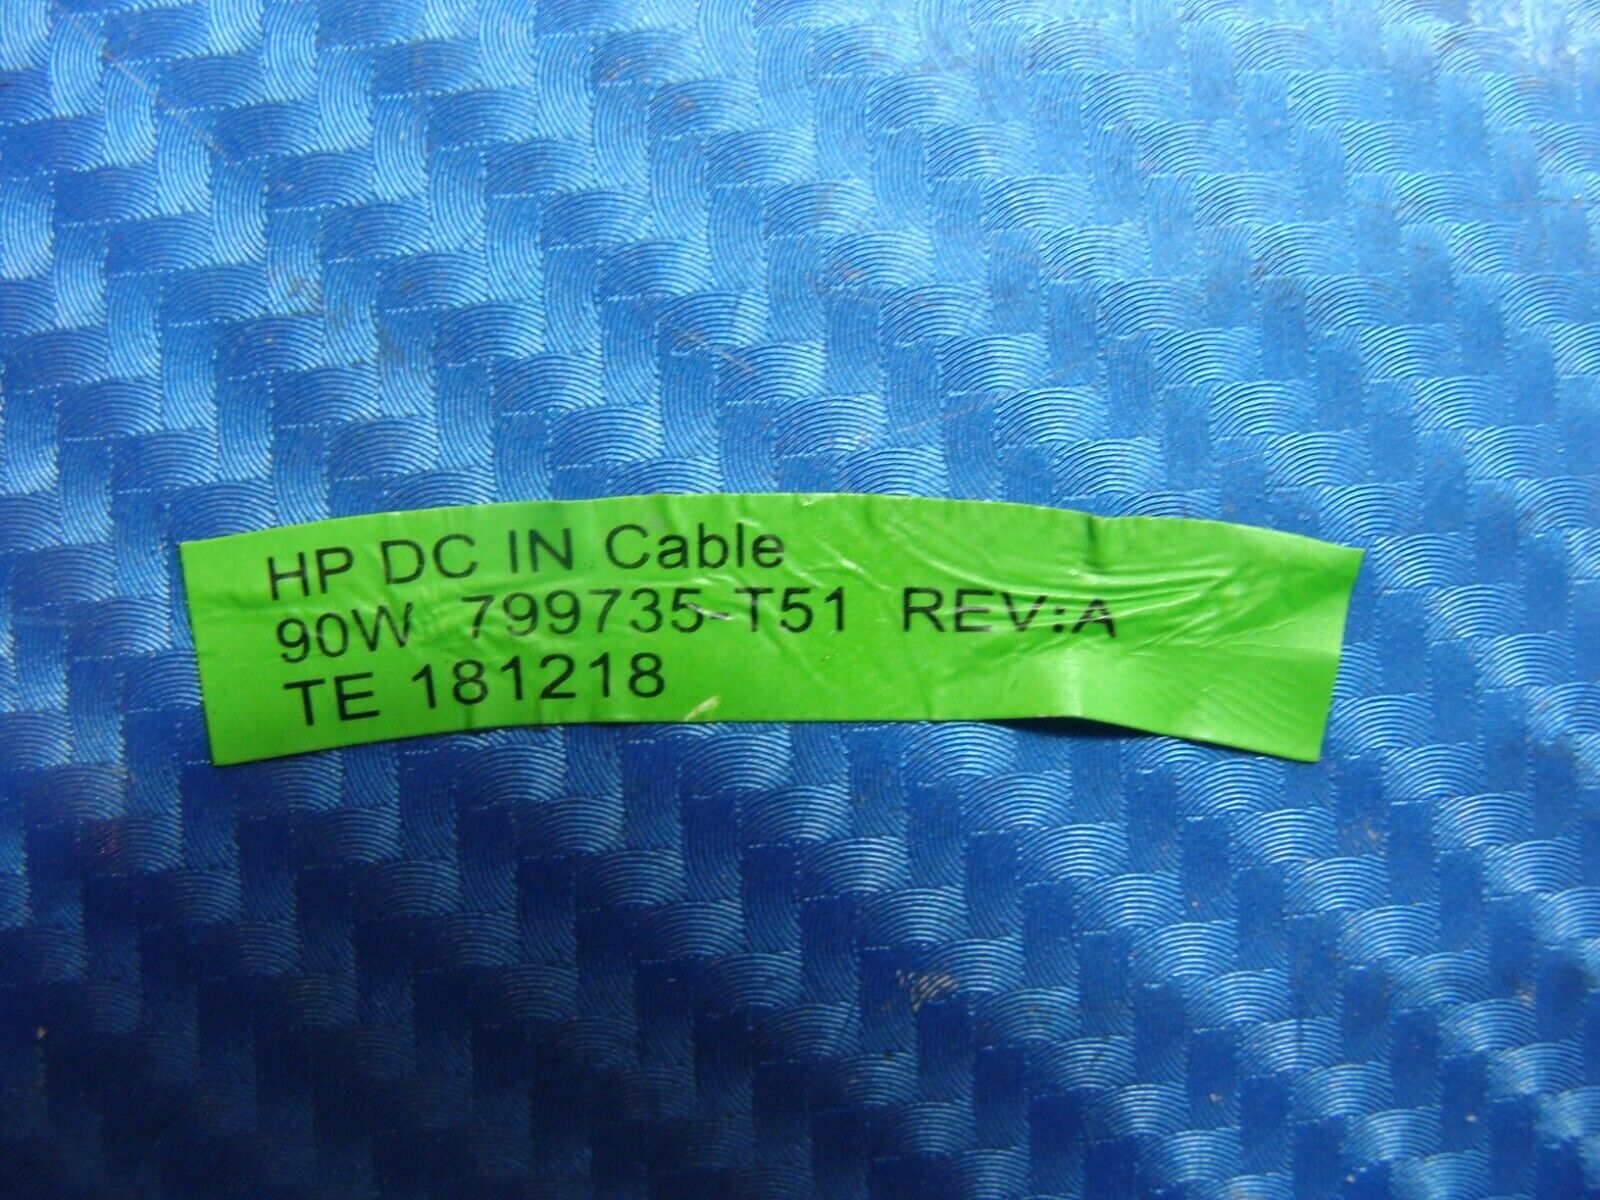 HP DC IN Cable
90W 799735-T51 REV:A
TE 181218